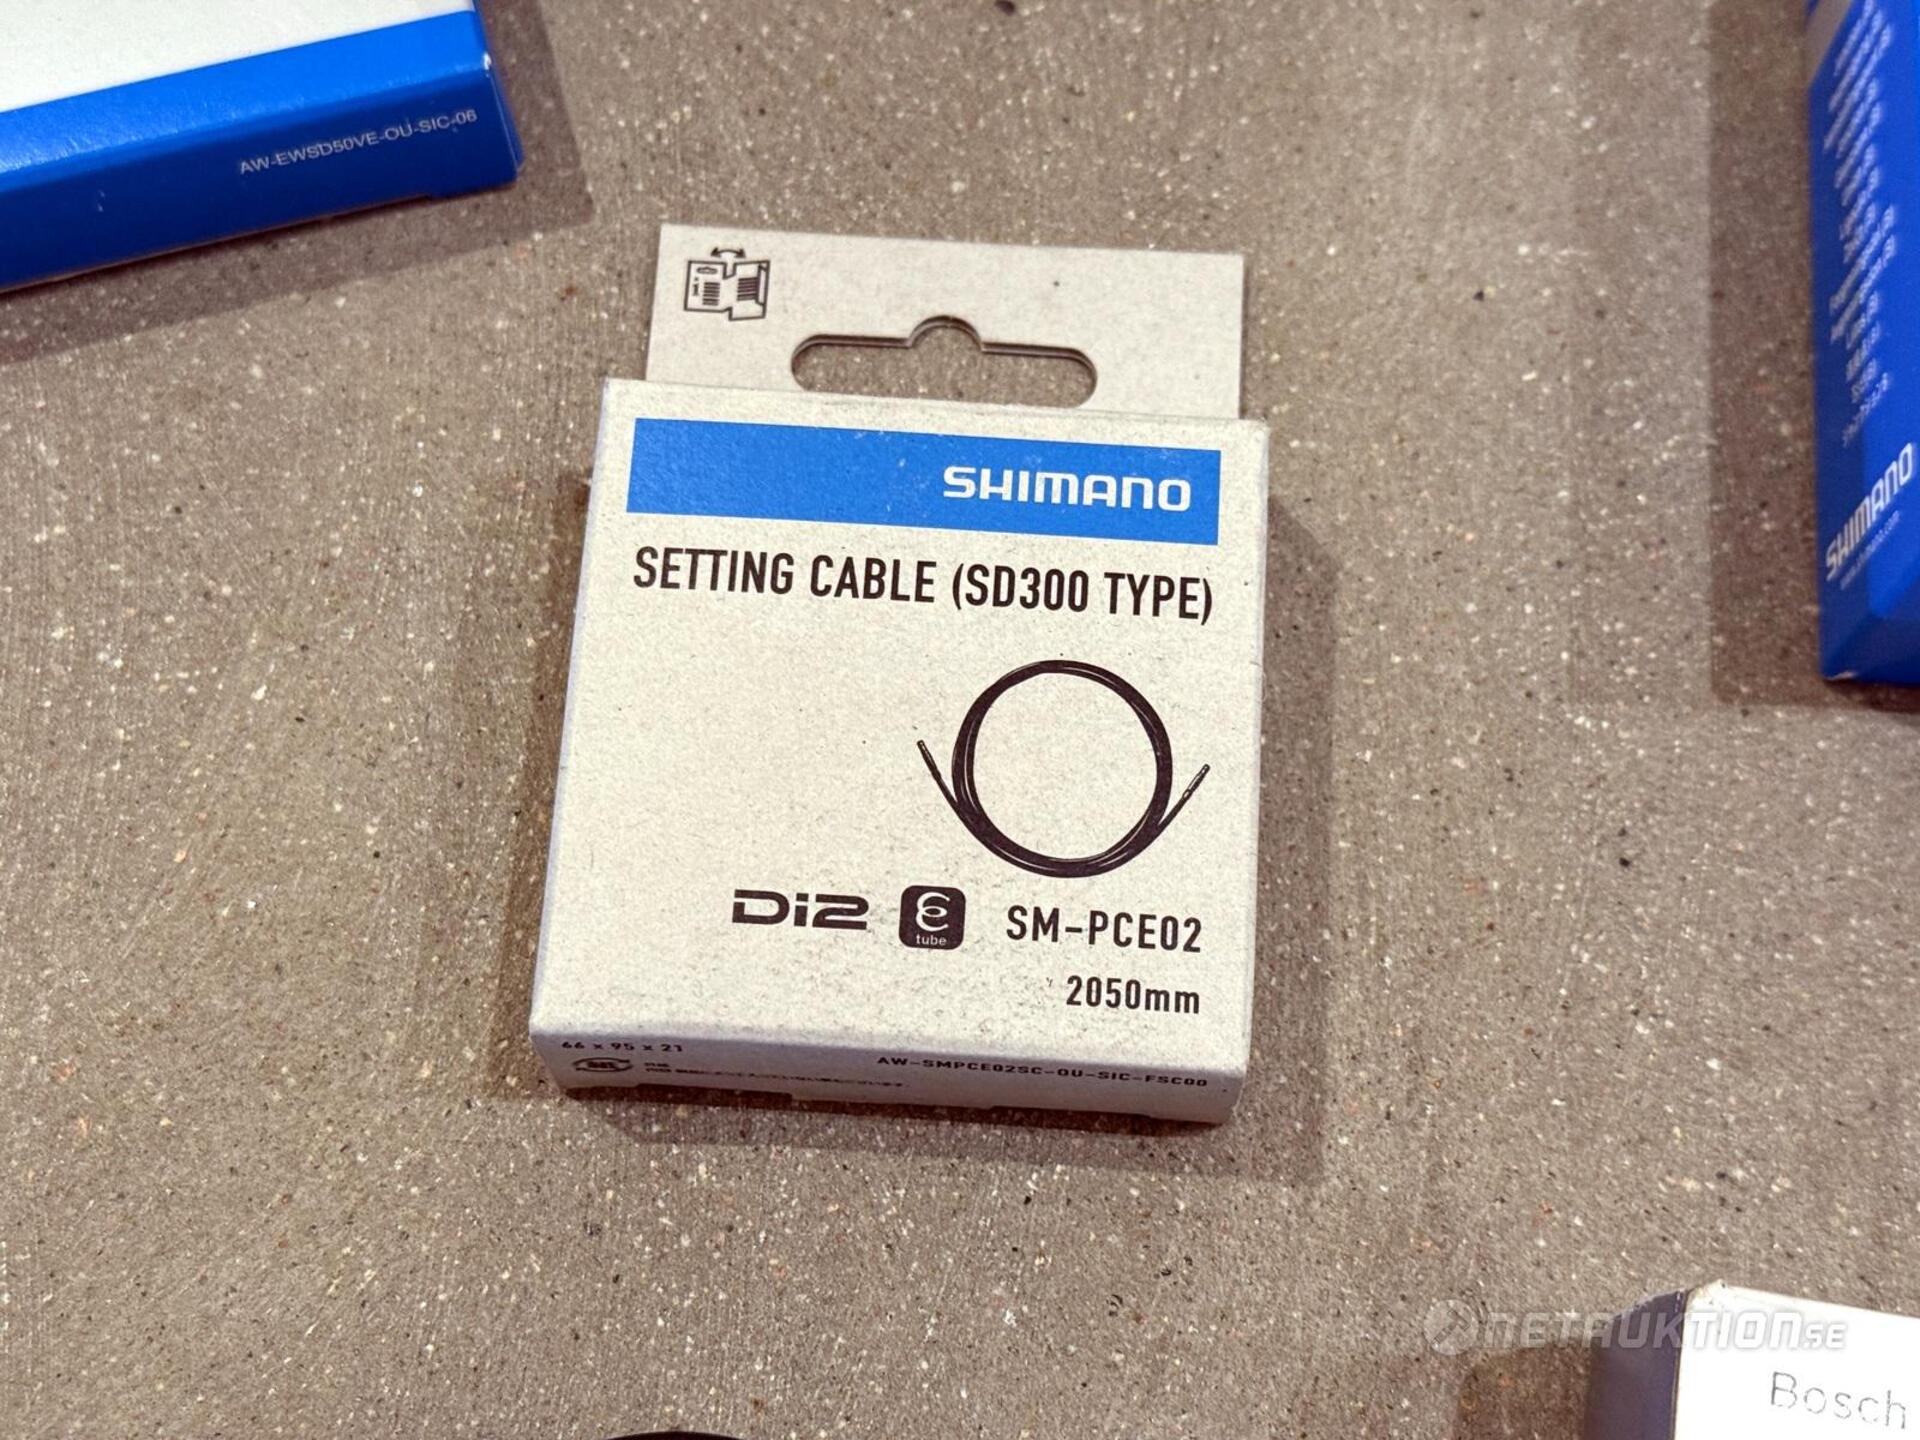 AW-EWSD50VE-OU-SIC-06
SHIMANO
SETTING CABLE (SD300 TYPE)
Di2
tube
SM-PCE02
2050mm
66 x 95 x 21
AW-SMPCE02SC-OU-SIC-FSC00
SHIMANO
NETAUKTION.SE
Bosch